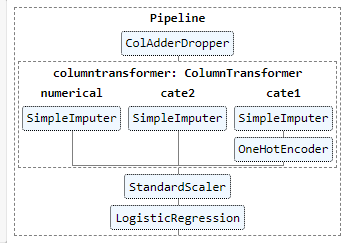 Pipeline
ColAdderDropper
columntransformer: ColumnTransformer
numerical cate2 cate1
SimpleImputer SimpleImputer SimpleImputer
OneHotEncoder
StandardScaler
LogisticRegression